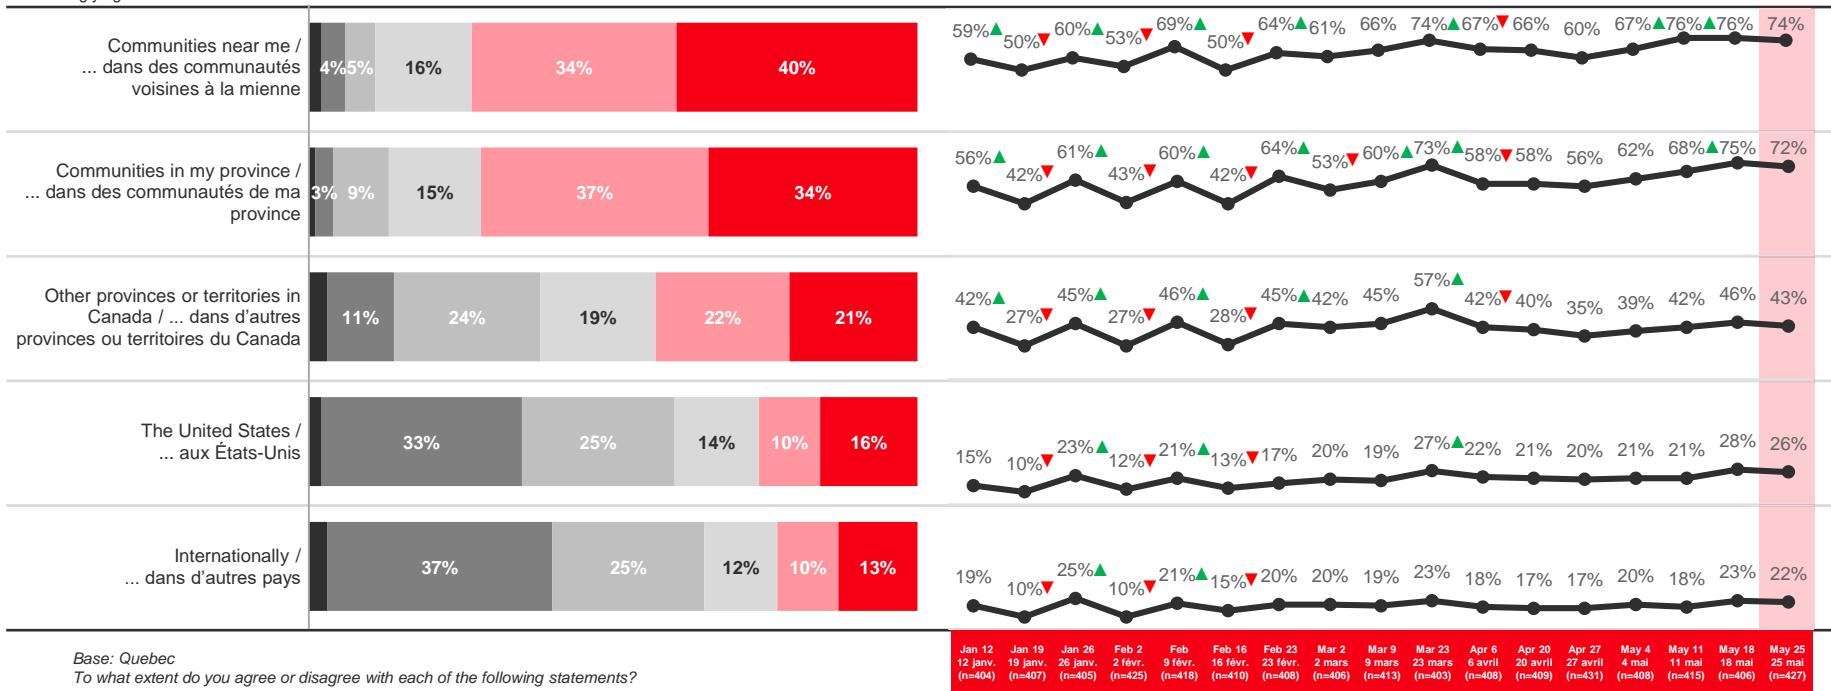 Communities near me /
... dans des communautés
voisines à la mienne
4% 5% 16% 34% 40%
59% 50% 60% 53% 69% 50% 64% 61% 66% 74% 67% 66% 60% 67% 76% 76% 74%
Communities in my province /
... dans des communautés de ma
province
3% 9% 15% 37% 34%
56% 42% 61% 43% 60% 42% 64% 53% 60% 73% 58% 58% 56% 62% 68% 75% 72%
Other provinces or territories in
Canada / ... dans d'autres
provinces ou territoires du Canada
11% 24% 19% 22% 21%
42% 27% 45% 27% 46% 28% 45% 42% 45% 57% 42% 40% 35% 39% 42% 46% 43%
The United States /
... aux États-Unis
33% 25% 14% 10% 16%
15% 10% 23% 12% 21% 13% 17% 20% 19% 27% 22% 21% 20% 21% 21% 28% 26%
Internationally /
... dans d'autres pays
37% 25% 12% 10% 13%
19% 10% 25% 10% 21% 15% 20% 20% 19% 23% 18% 17% 17% 20% 18% 23% 22%
Jan 12 Jan 19 Jan 26 Feb 2 Feb Feb 16 Feb 23 Mar 2 Mar 9 Mar 23 Apr 6 Apr 20 Apr 27 May 4 May 11 May 18 May 25
12 janv. 19 janv. 26 janv. 2 févr. 9 févr. 16 févr. 23 févr. 2 mars 9 mars 23 mars 6 avril 20 avril 27 avril 4 mai 11 mai 18 mai 25 mai
(n=404) (n=407) (n=405) (n=425) (n=418) (n=410) (n=408) (n=406) (n=413) (n=403) (n=408) (n=409) (n=431) (n=408) (n=415) (n=406) (n=427)
Base: Quebec
To what extent do you agree or disagree with each of the following statements?